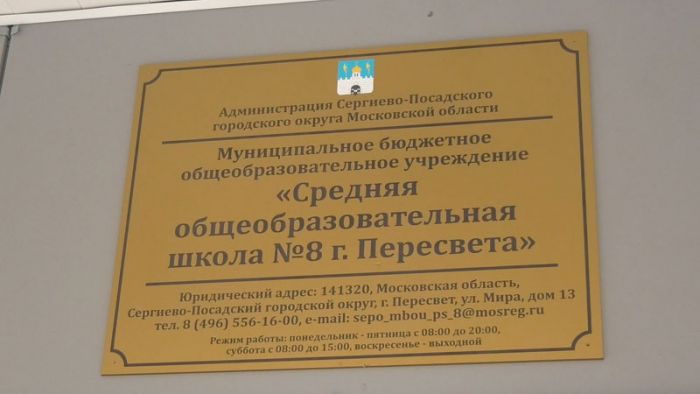 Администрация Сергиево-Посадского
городского округа Московской области
Муниципальное бюджетное
общеобразовательное учреждение
«Средняя
общеобразовательная
школа №8 г. Пересвета»
Юридический адрес: 141320, Московская область,
Сергиево-Посадский городской округ, г. Пересвет, ул. Мира, дом 13
тел. 8 (496) 556-16-00, e-mail: sepo_mbou_ps_8@mosreg.ru
Режим работы: понедельник - пятница с 08:00 до 20:00,
суббота с 08:00 до 15:00, воскресенье - выходной